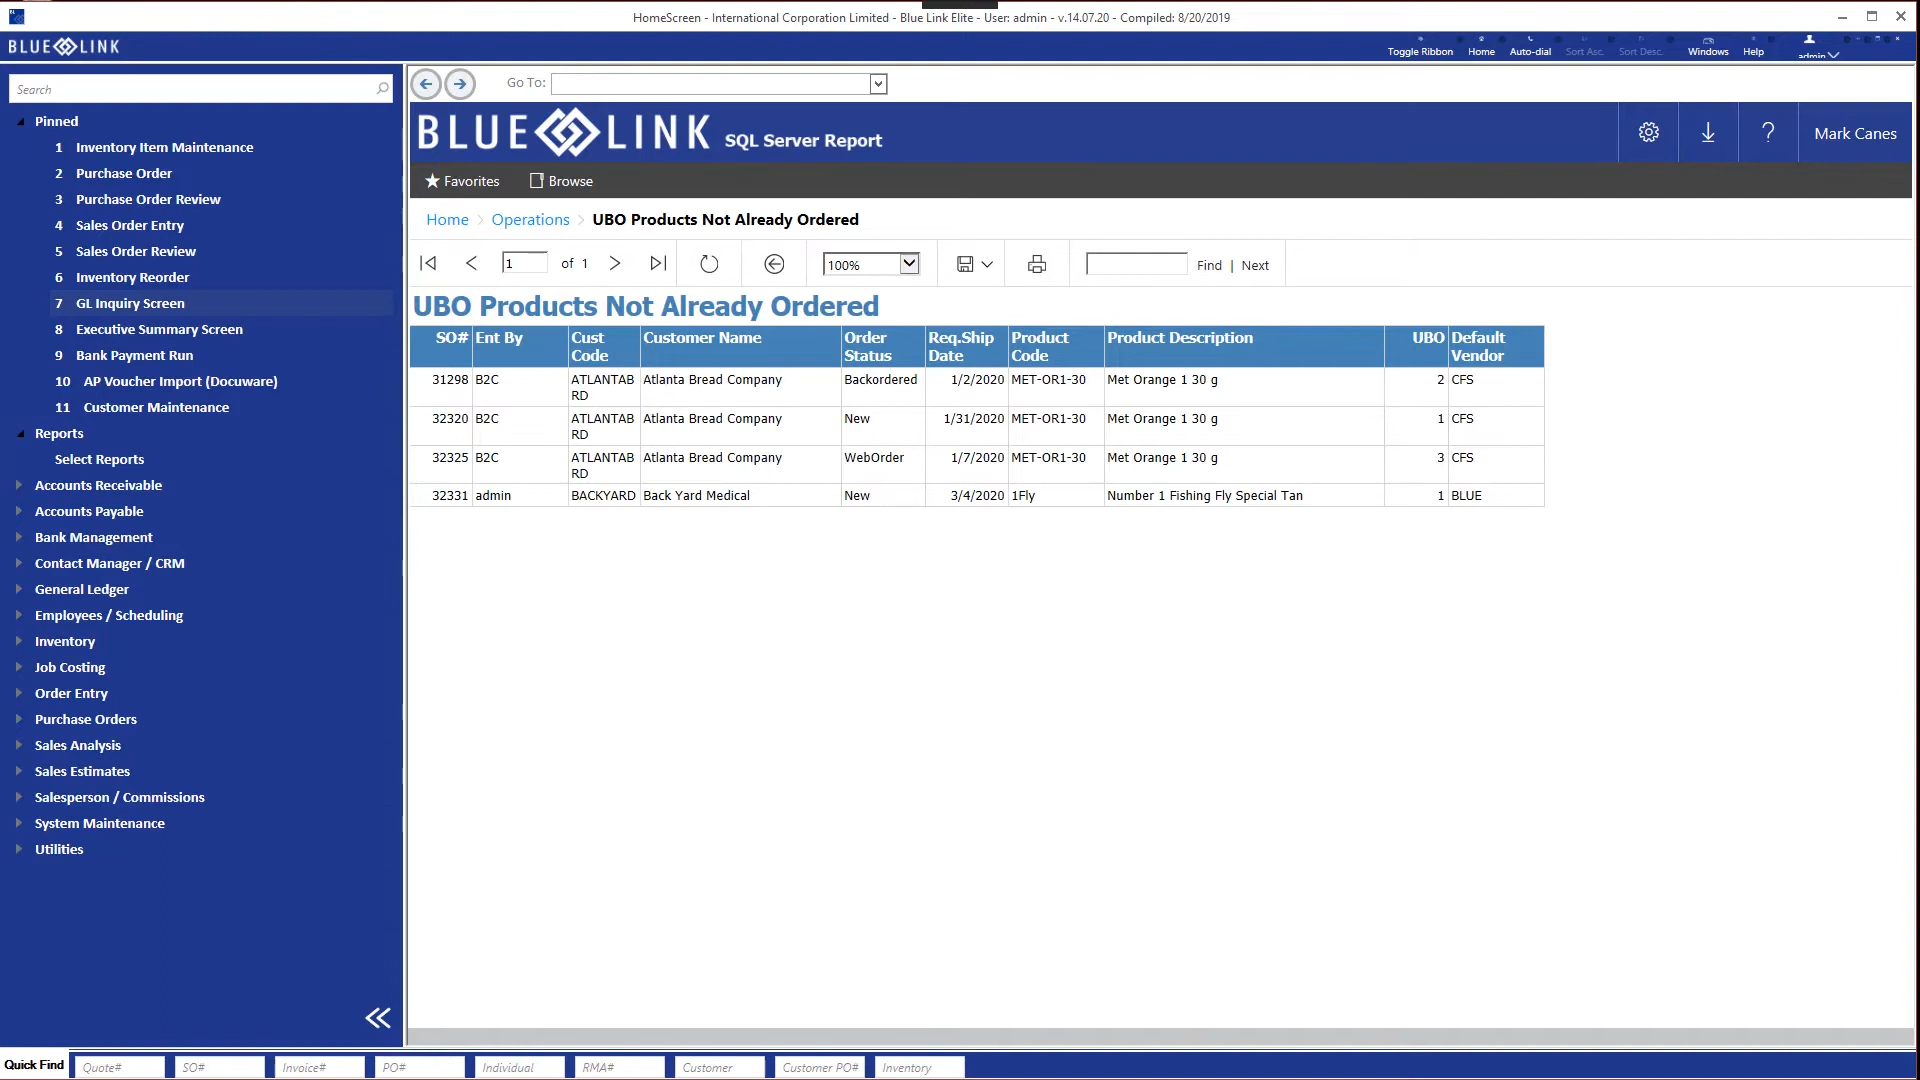 HomeScreen - International Corporation Limited - Blue Link Elite - User: admin - v.14.07.20 - Compiled: 8/20/2019
BLUE LINK
Toggle Ribbon Home Auto-dial Sort Asc. Sort Desc. Windows Help admin
Search
Go To:
Pinned
1 Inventory Item Maintenance
2 Purchase Order
3 Purchase Order Review
4 Sales Order Entry
5 Sales Order Review
6 Inventory Reorder
7 GL Inquiry Screen
8 Executive Summary Screen
9 Bank Payment Run
10 AP Voucher Import (Docuware)
11 Customer Maintenance
Reports
Select Reports
Accounts Receivable
Accounts Payable
Bank Management
Contact Manager / CRM
General Ledger
Employees / Scheduling
Inventory
Job Costing
Order Entry
Purchase Orders
Sales Analysis
Sales Estimates
Salesperson / Commissions
System Maintenance
Utilities
BLUE LINK SQL Server Report
? Mark Canes
Favorites Browse
Home > Operations > UBO Products Not Already Ordered
1 of 1 100% Find | Next
UBO Products Not Already Ordered
SO# Ent By Cust Code Customer Name Order Status Req.Ship Date Product Code Product Description UBO Default Vendor
31298 B2C ATLANTABRD Atlanta Bread Company Backordered 1/2/2020 MET-OR1-30 Met Orange 1 30 g 2 CFS
32320 B2C ATLANTABRD Atlanta Bread Company New 1/31/2020 MET-OR1-30 Met Orange 1 30 g 1 CFS
32325 B2C ATLANTABRD Atlanta Bread Company WebOrder 1/7/2020 MET-OR1-30 Met Orange 1 30 g 3 CFS
32331 admin BACKYARD Back Yard Medical New 3/4/2020 1Fly Number 1 Fishing Fly Special Tan 1 BLUE
Quick Find Quote# SO# Invoice# PO# Individual RMA# Customer Customer PO# Inventory